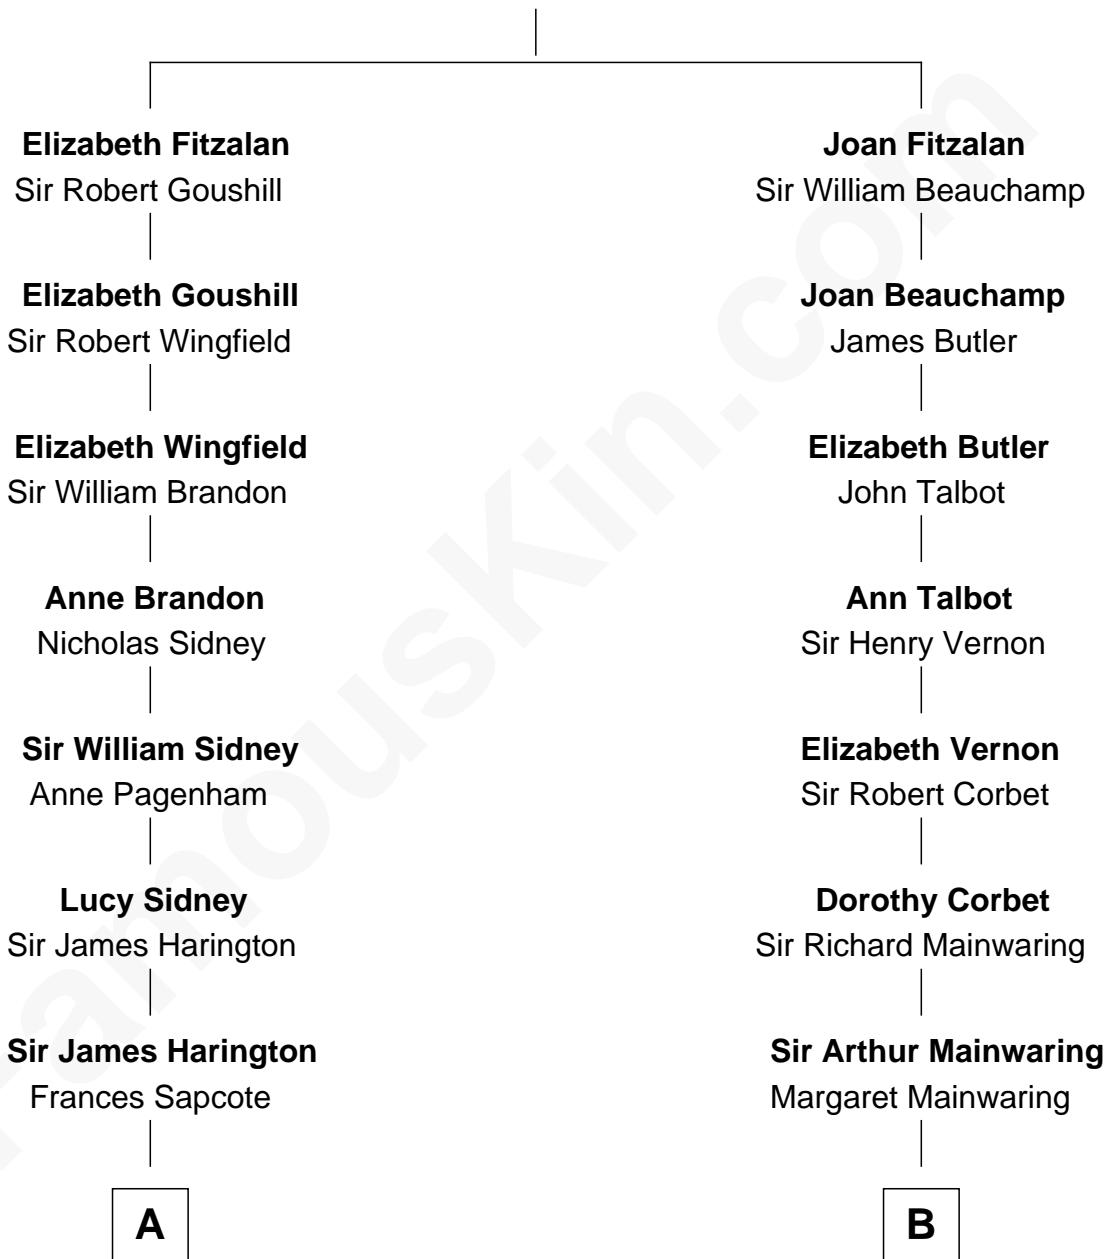 Elizabeth Fitzalan
Sir Robert Goushill
Elizabeth Goushill
Sir Robert Wingfield
Elizabeth Wingfield
Sir William Brandon
Anne Brandon
Nicholas Sidney
Sir William Sidney
Anne Pagenham
Lucy Sidney
Sir James Harington
Sir James Harington
Frances Sapcote
A
Joan Fitzalan
Sir William Beauchamp
Joan Beauchamp
James Butler
Elizabeth Butler
John Talbot
Ann Talbot
Sir Henry Vernon
Elizabeth Vernon
Sir Robert Corbet
Dorothy Corbet
Sir Richard Mainwaring
Sir Arthur Mainwaring
Margaret Mainwaring
B
FamousKin.com